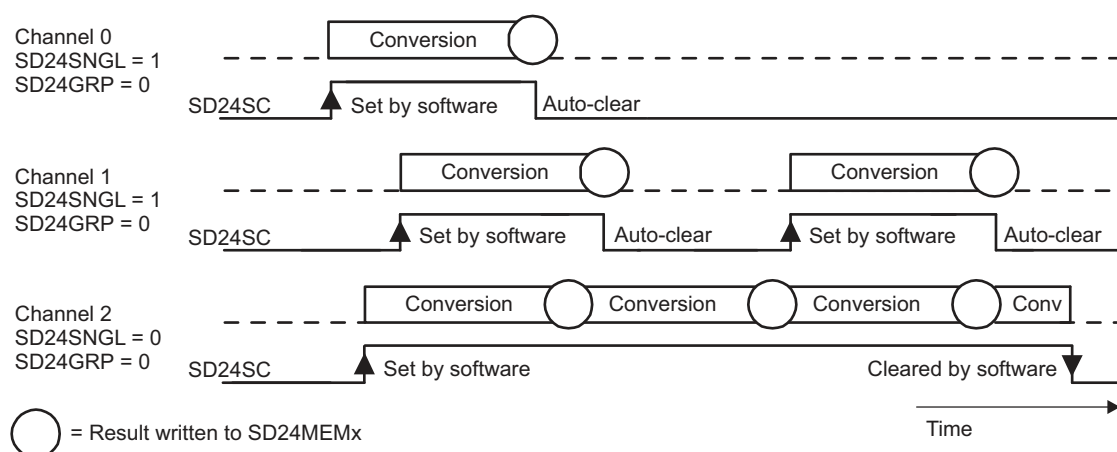 Channel 0
SD24SNGL = 1
SD24GRP = 0
Conversion
SD24SC
Set by software
Auto-clear
Channel 1
SD24SNGL = 1
SD24GRP = 0
Conversion
Conversion
SD24SC
Set by software
Auto-clear
Set by software
Auto-clear
Channel 2
SD24SNGL = 0
SD24GRP = 0
Conversion
Conversion
Conversion
Conv
SD24SC
Set by software
Cleared by software
= Result written to SD24MEMx
Time